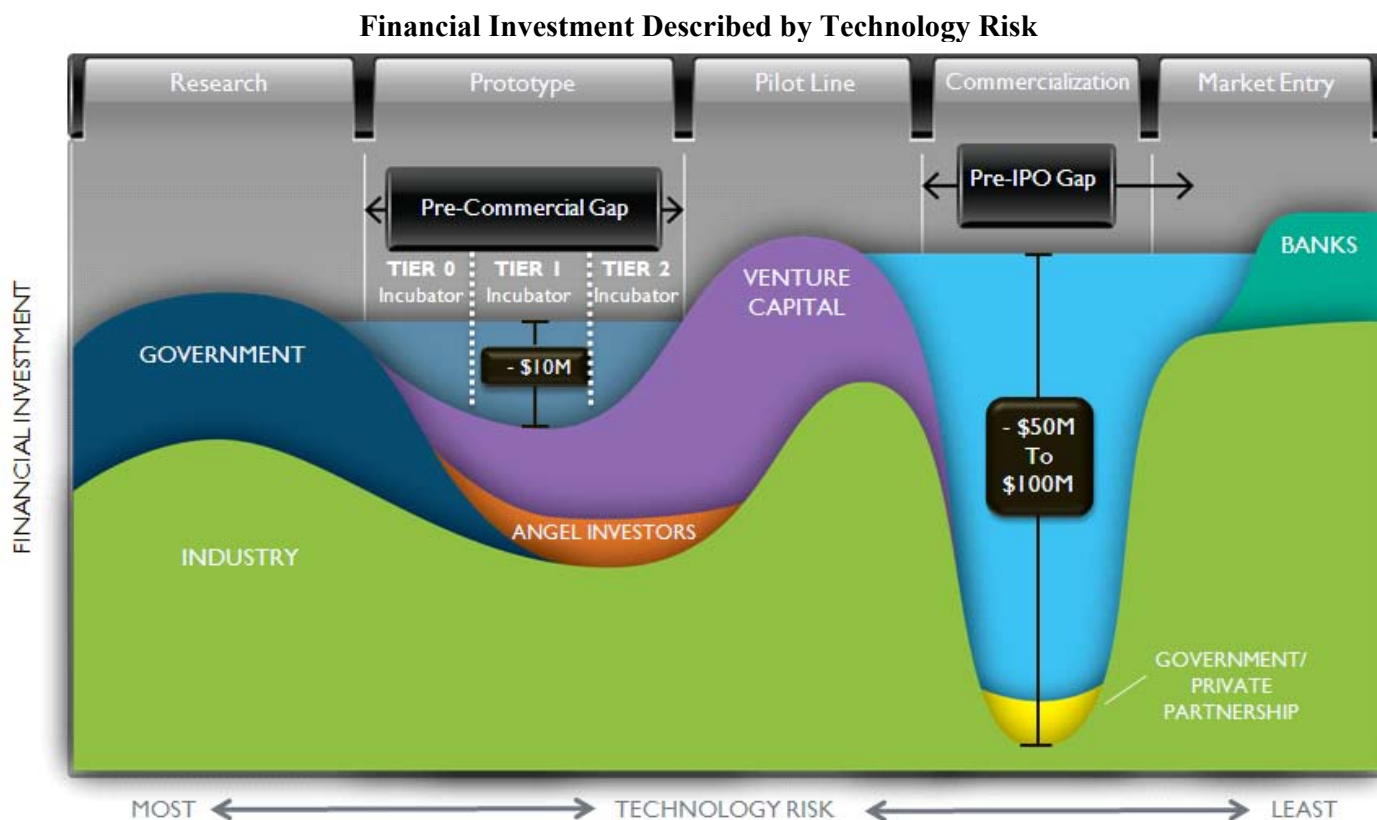 Financial Investment Described by Technology Risk
Research
Prototype
Pilot Line
Commercialization
Market Entry
Pre-Commercial Gap
Pre-IPO Gap
TIER 0
Incubator
TIER 1
Incubator
TIER 2
Incubator
BANKS
VENTURE
CAPITAL
GOVERNMENT
- $10M
- $50M
To
$100M
ANGEL INVESTORS
INDUSTRY
GOVERNMENT/
PRIVATE
PARTNERSHIP
FINANCIAL INVESTMENT
MOST
TECHNOLOGY RISK
LEAST